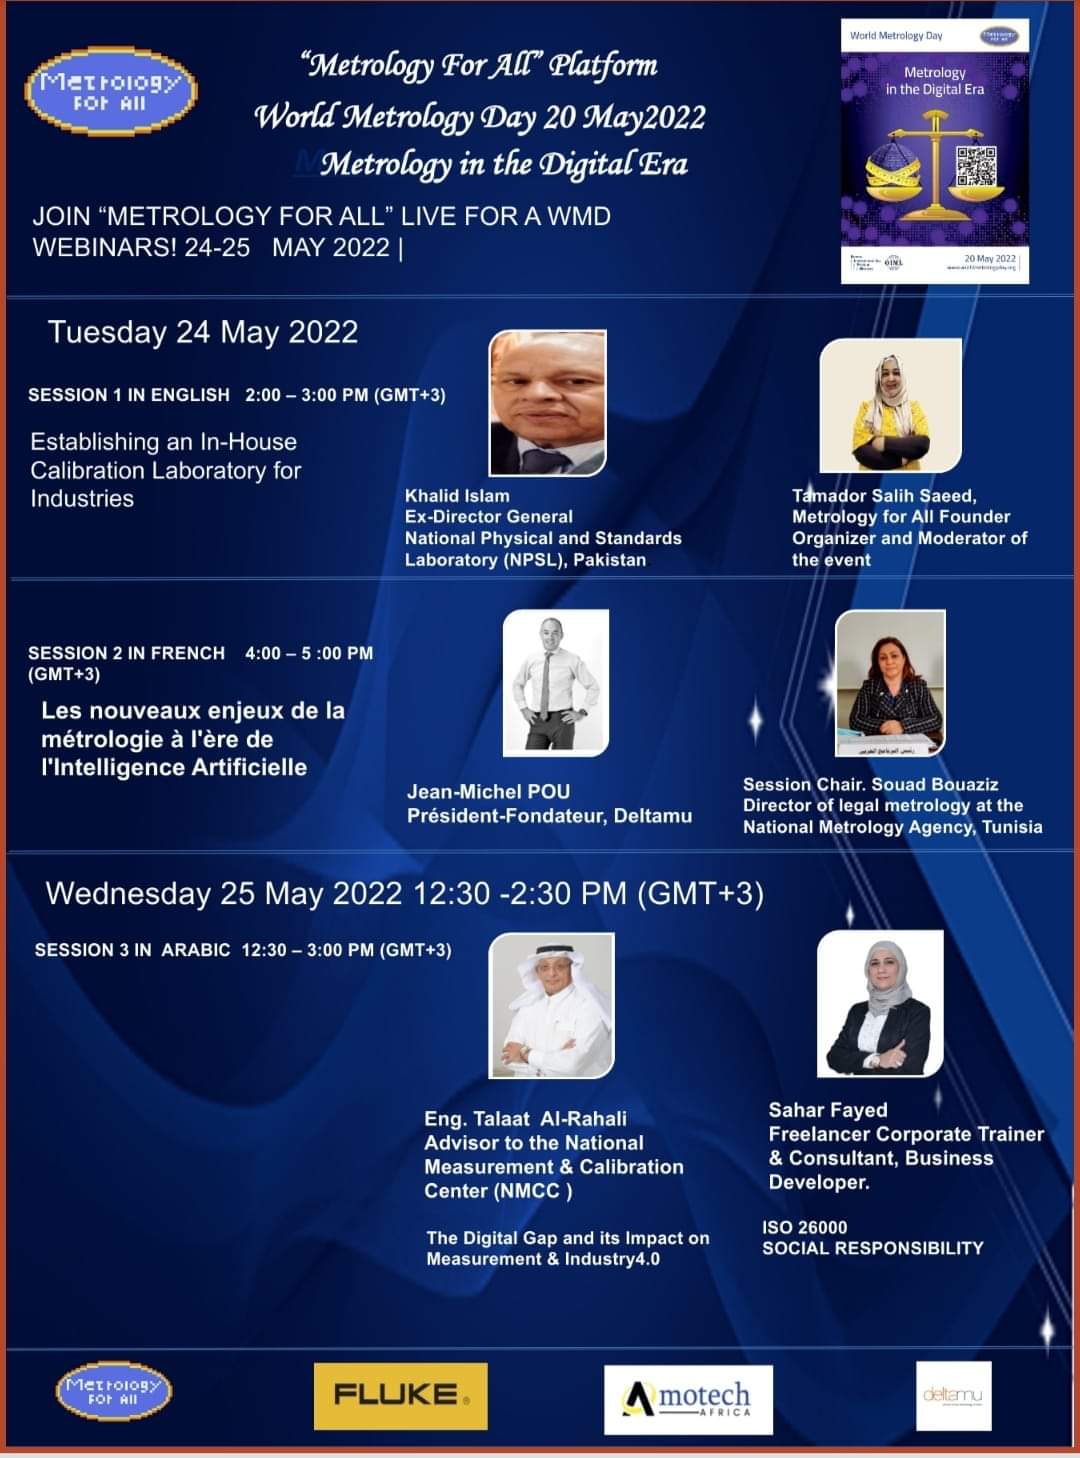 Metrology
For All
"Metrology For All" Platform
World Metrology Day 20 May2022
Metrology in the Digital Era
JOIN “METROLOGY FOR ALL” LIVE FOR A WMD
WEBINARS! 24-25 MAY 2022 |
World Metrology Day
Metrology
For All
Metrology
in the Digital Era
OIML
20 May 2022
www.worldmetrologyday.org
Tuesday 24 May 2022
SESSION 1 IN ENGLISH 2:00 – 3:00 PM (GMT+3)
Establishing an In-House
Calibration Laboratory for
Industries
Khalid Islam
Ex-Director General
National Physical and Standards
Laboratory (NPSL), Pakistan
Tamador Salih Saeed,
Metrology for All Founder
Organizer and Moderator of
the event
SESSION 2 IN FRENCH 4:00 – 5 :00 PM
(GMT+3)
Les nouveaux enjeux de la
métrologie à l'ère de
l'Intelligence Artificielle
Jean-Michel POU
Président-Fondateur, Deltamu
Session Chair. Souad Bouaziz
Director of legal metrology at the
National Metrology Agency, Tunisia
Wednesday 25 May 2022 12:30 -2:30 PM (GMT+3)
SESSION 3 IN ARABIC 12:30 – 3:00 PM (GMT+3)
Eng. Talaat Al-Rahali
Advisor to the National
Measurement & Calibration
Center (NMCC )
The Digital Gap and its Impact on
Measurement & Industry4.0
Sahar Fayed
Freelancer Corporate Trainer
& Consultant, Business
Developer.
ISO 26000
SOCIAL RESPONSIBILITY
Metrology
For All
FLUKE®
Amotech
AFRICA
deltamu